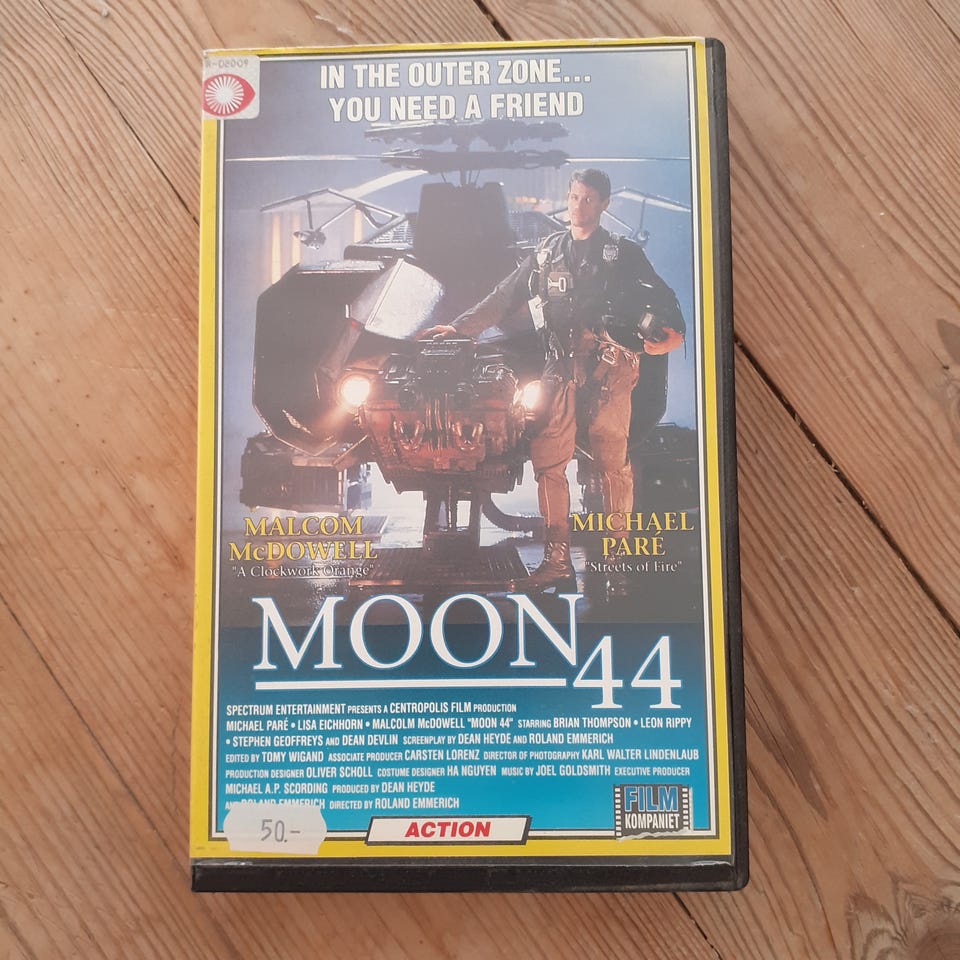 R-02009
IN THE OUTER ZONE...
YOU NEED A FRIEND
MALCOM
McDOWELL
"A Clockwork Orange"
MICHAEL
PARÉ
"Streets of Fire"
MOON 44
SPECTRUM ENTERTAINMENT PRESENTS A CENTROPOLIS FILM PRODUCTION
MICHAEL PARÉ • LISA EICHHORN • MALCOLM McDOWELL "MOON 44" STARRING BRIAN THOMPSON • LEON RIPPY
• STEPHEN GEOFFREYS AND DEAN DEVLIN SCREENPLAY BY DEAN HEYDE AND ROLAND EMMERICH
EDITED BY TOMY WIGAND ASSOCIATE PRODUCER CARSTEN LORENZ DIRECTOR OF PHOTOGRAPHY KARL WALTER LINDENLAUB
PRODUCTION DESIGNER OLIVER SCHOLL COSTUME DESIGNER HA NGUYEN MUSIC BY JOEL GOLDSMITH EXECUTIVE PRODUCER
MICHAEL A.P. SCORDING PRODUCED BY DEAN HEYDE
AND ROLAND EMMERICH DIRECTED BY ROLAND EMMERICH
50.-
ACTION
FILM
KOMPANIET